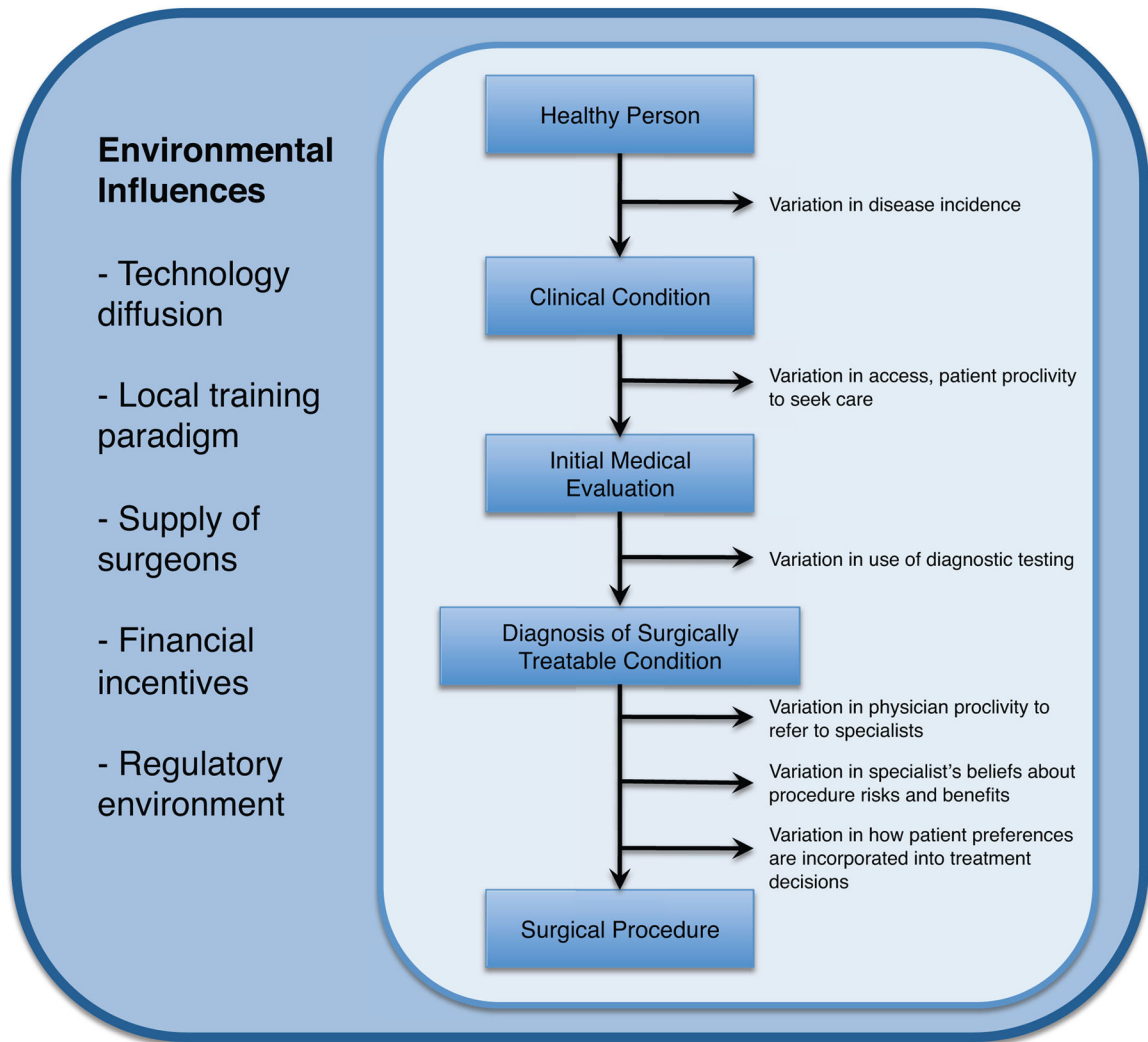 Environmental
Influences
- Technology
diffusion
- Local training
paradigm
- Supply of
surgeons
- Financial
incentives
- Regulatory
environment
Healthy Person
Variation in disease incidence
Clinical Condition
Variation in access, patient proclivity
to seek care
Initial Medical
Evaluation
Variation in use of diagnostic testing
Diagnosis of Surgically
Treatable Condition
Variation in physician proclivity to
refer to specialists
Variation in specialist’s beliefs about
procedure risks and benefits
Variation in how patient preferences
are incorporated into treatment
decisions
Surgical Procedure